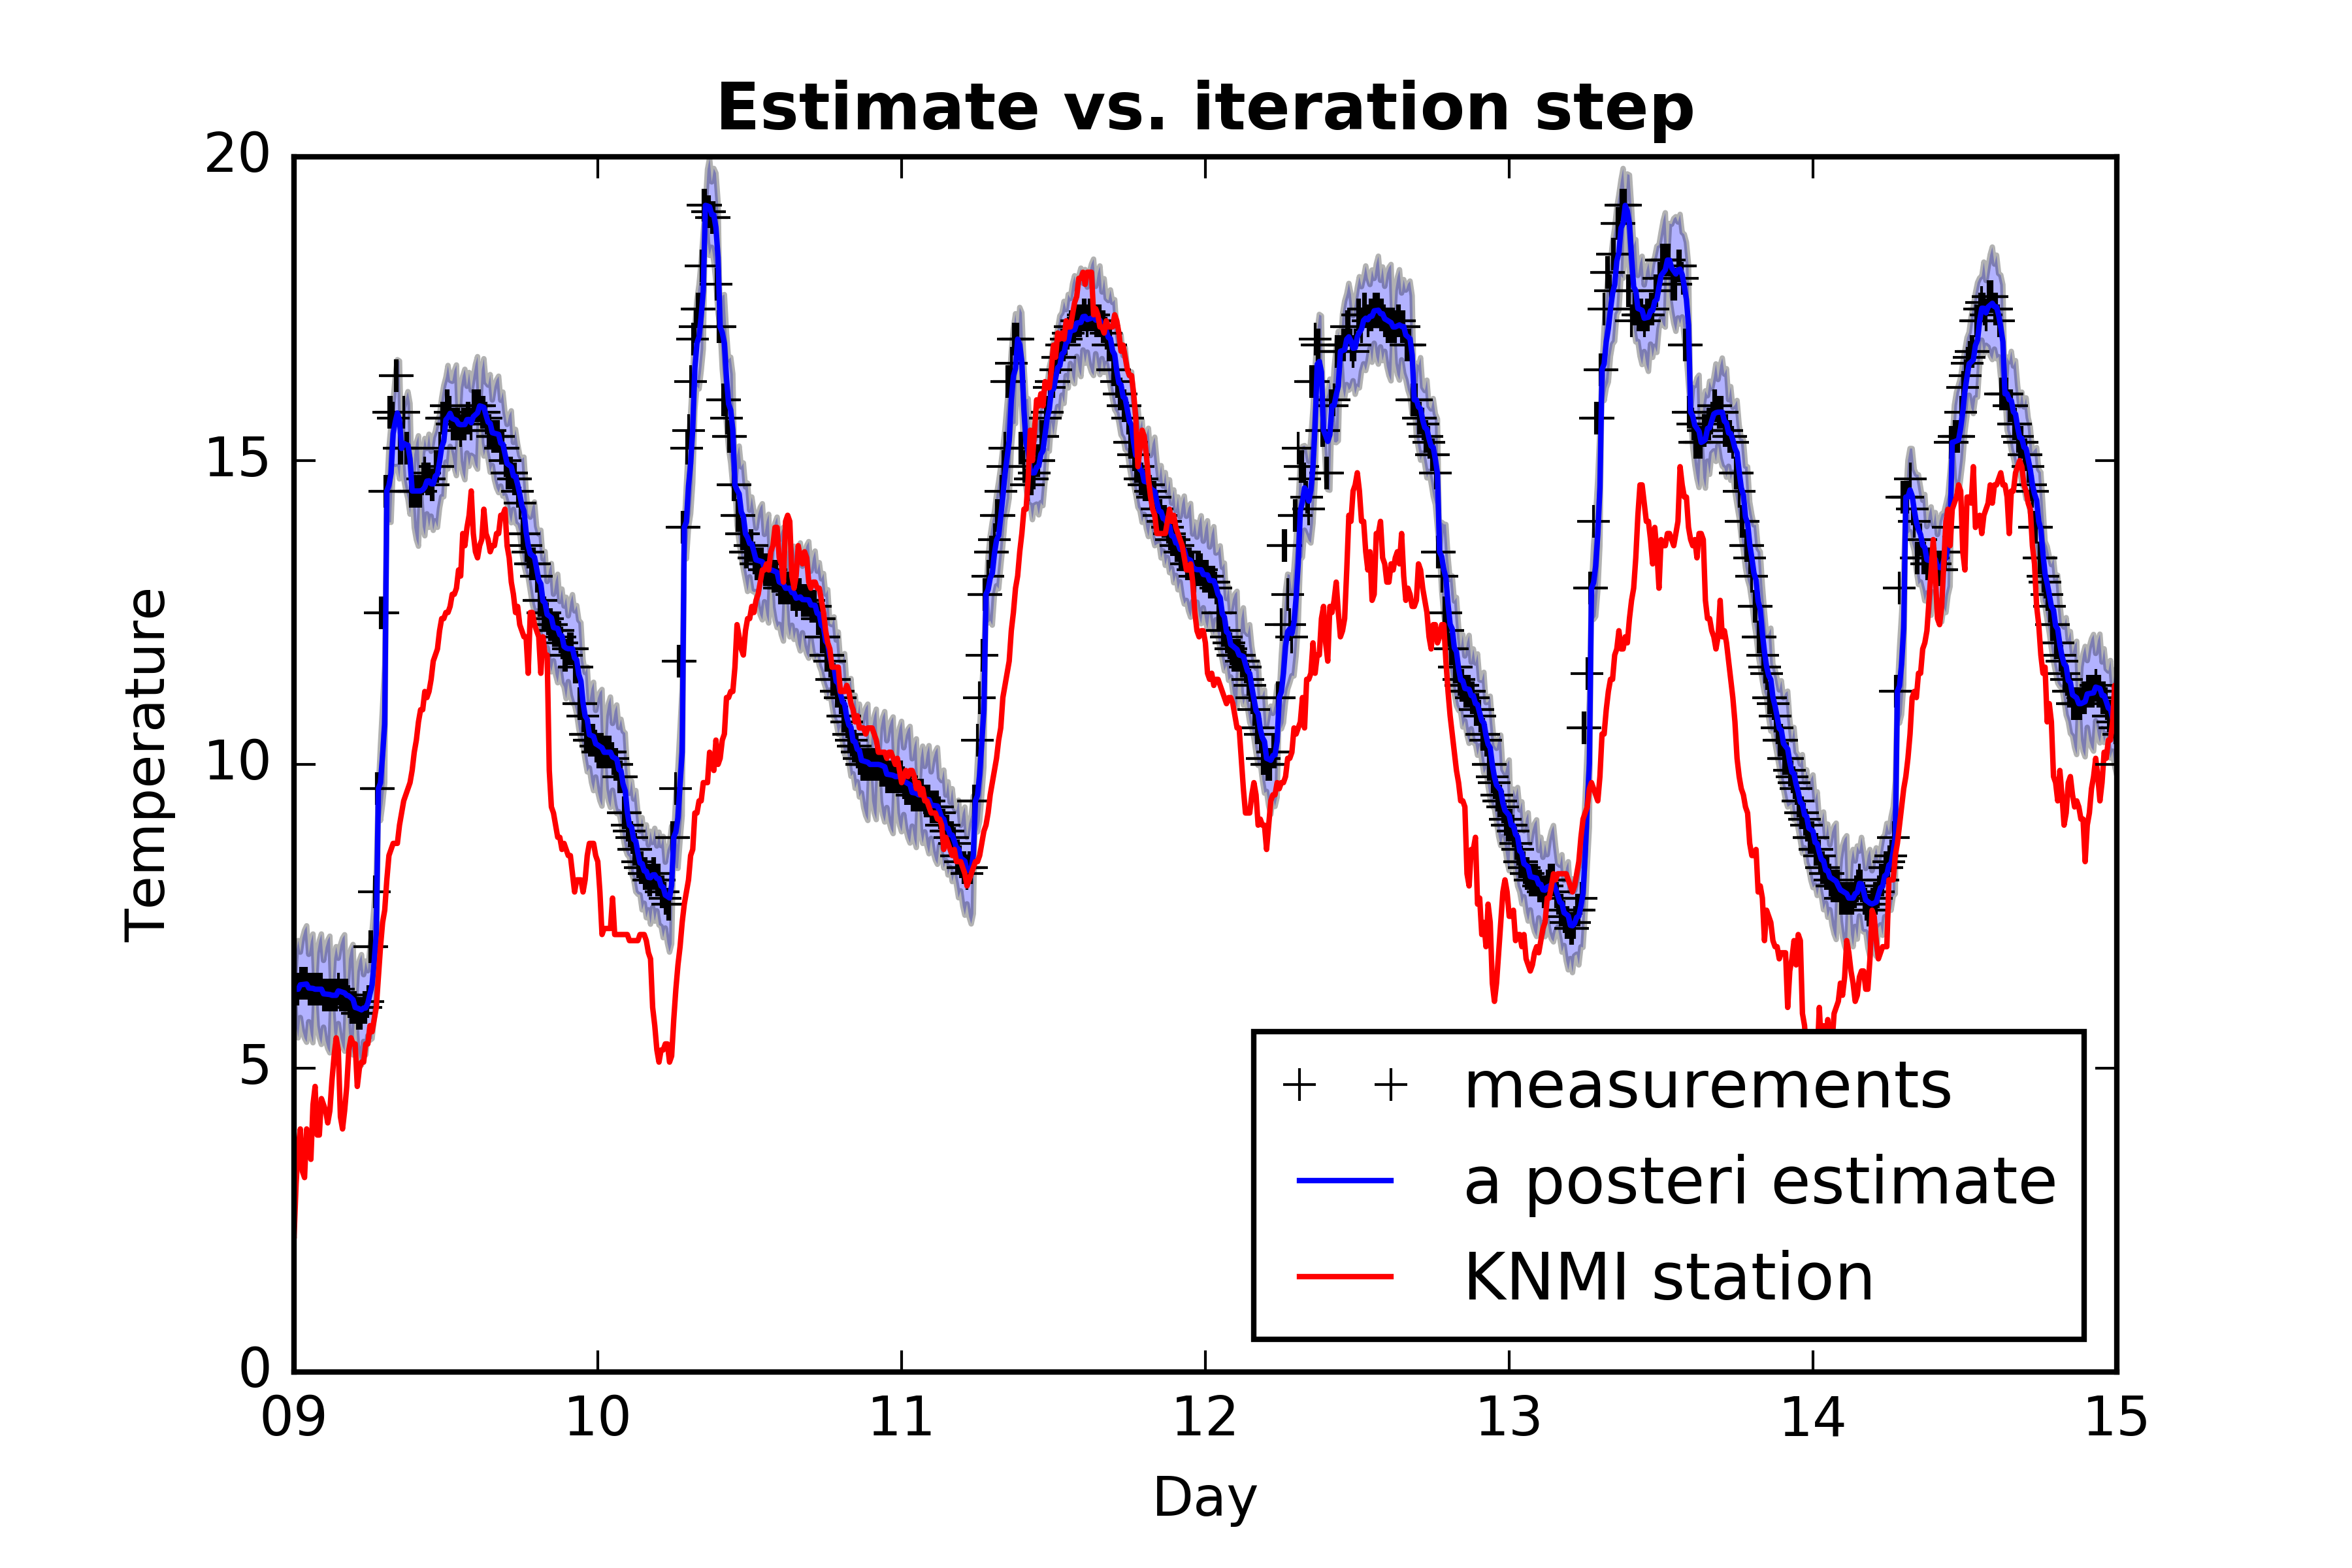 Estimate vs. iteration step
20
15
10
5
0
Temperature
measurements
a posteri estimate
KNMI station
09 10 11 12 13 14 15
Day